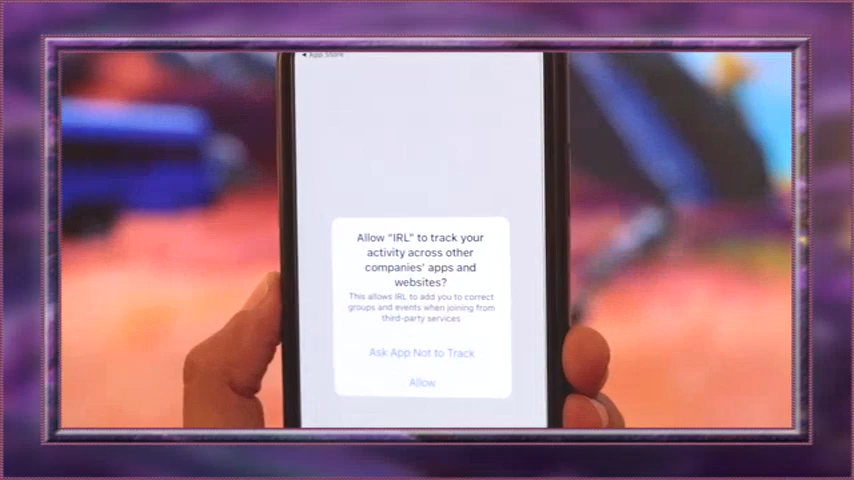 ◂ App Store
Allow “IRL” to track your
activity across other
companies’ apps and
websites?
This allows IRL to add you to correct
groups and events when joining from
third-party services
Ask App Not to Track
Allow